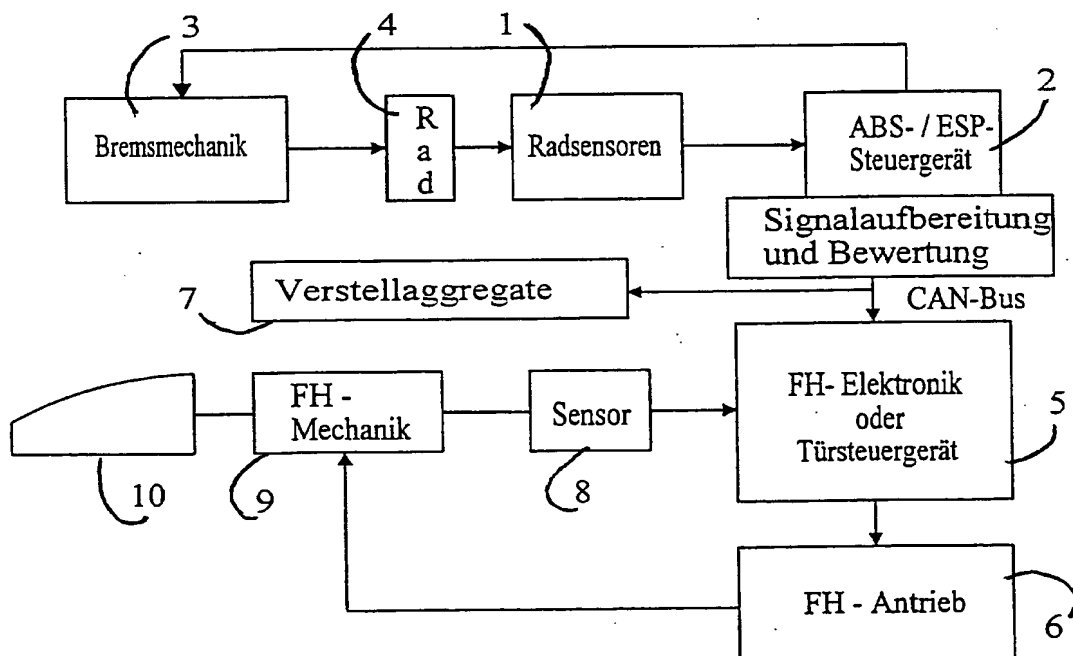 3
4
1
2
Bremsmechanik
R
a
d
Radsensoren
ABS- / ESP-
Steuergerät
Signalaufbereitung
und Bewertung
7
Verstellaggregate
CAN-Bus
FH -
Mechanik
Sensor
FH- Elektronik
oder
Türsteuergerät
5
10
9
8
FH - Antrieb
6